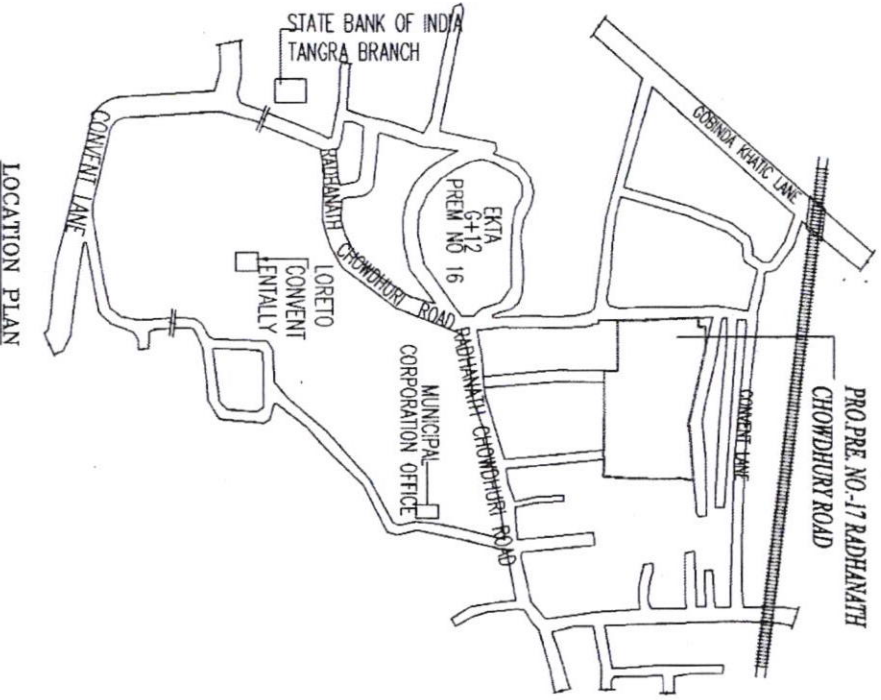 STATE BANK OF INDIA
TANGRA BRANCH
GOBINDA KHATIC LANE
CONVENT LANE
RADHANATH
CHOWDHURI ROAD
EKTA
G+12
PREM NO 16
LORETO
CONVENT
ENTALLY
RADHANATH CHOWDHURI ROAD
MUNICIPAL
CORPORATION OFFICE
CONVENT LANE
PRO.PRE. NO.-17 RADHANATH
CHOWDHURY ROAD
LOCATION PLAN